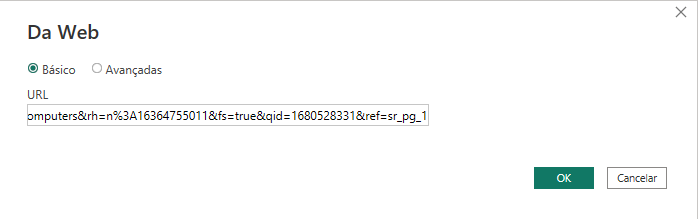 Da Web
Básico Avançadas
URL
omputers&rh=n%3A16364755011&fs=true&qid=1680528331&ref=sr_pg_1
OK Cancelar